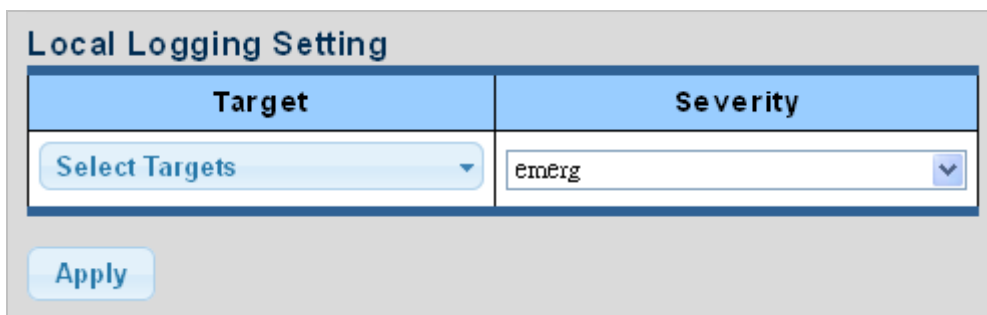 Local Logging Setting
Target Severity
Select Targets emerg
Apply